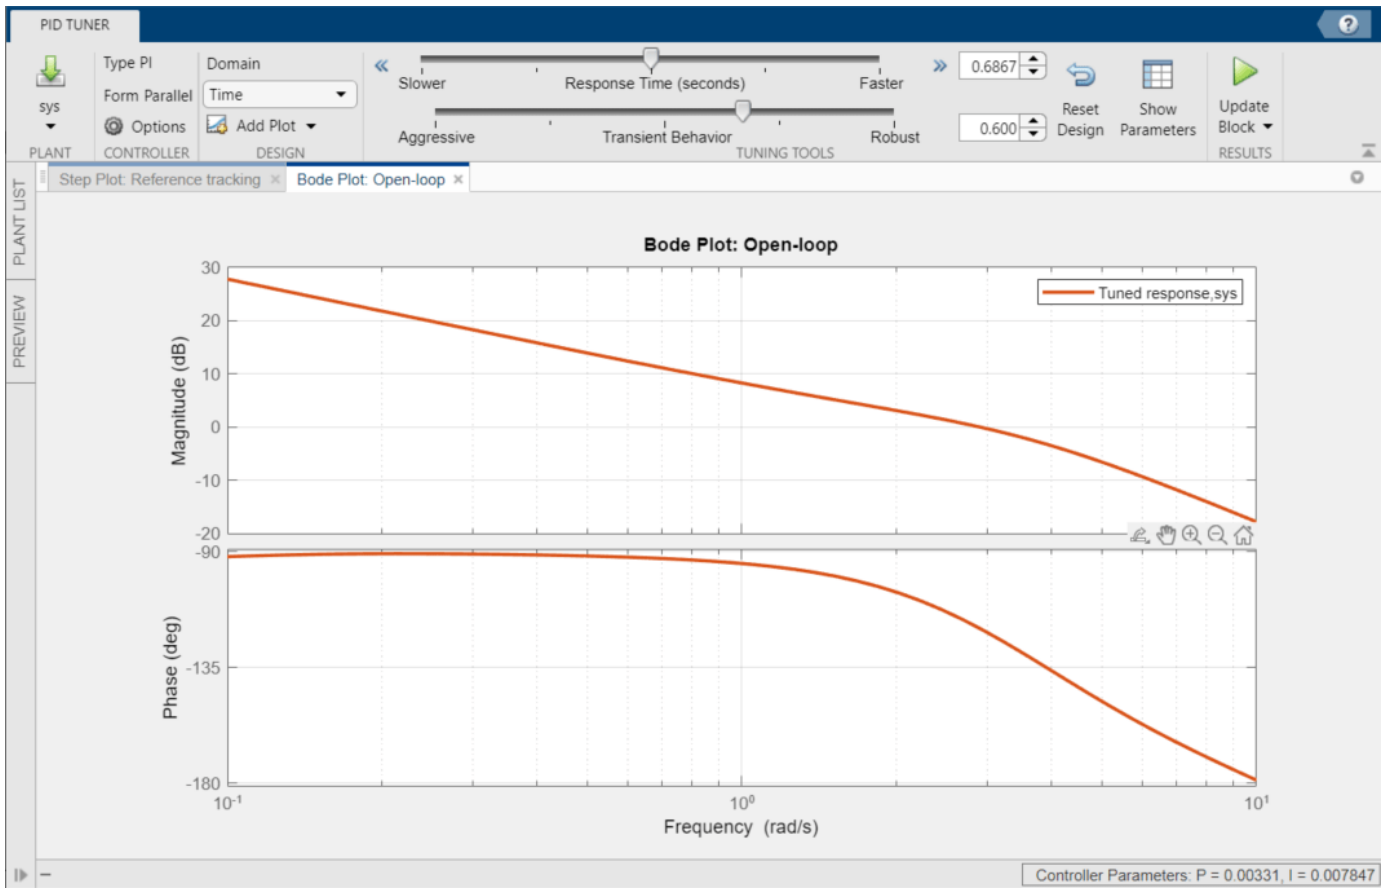 PID TUNER
?
sys
PLANT
Type PI
Form Parallel
Options
CONTROLLER
Domain
Time
Add Plot
DESIGN
Slower
Response Time (seconds)
Faster
0.6867
Aggressive
Transient Behavior
Robust
0.600
TUNING TOOLS
Reset
Design
Show
Parameters
Update
Block
RESULTS
PLANT LIST
PREVIEW
Step Plot: Reference tracking
Bode Plot: Open-loop
Bode Plot: Open-loop
Tuned response,sys
Magnitude (dB)
30
20
10
0
-10
-20
Phase (deg)
-90
-135
-180
10-1
100
101
Frequency (rad/s)
Controller Parameters: P = 0.00331, I = 0.007847